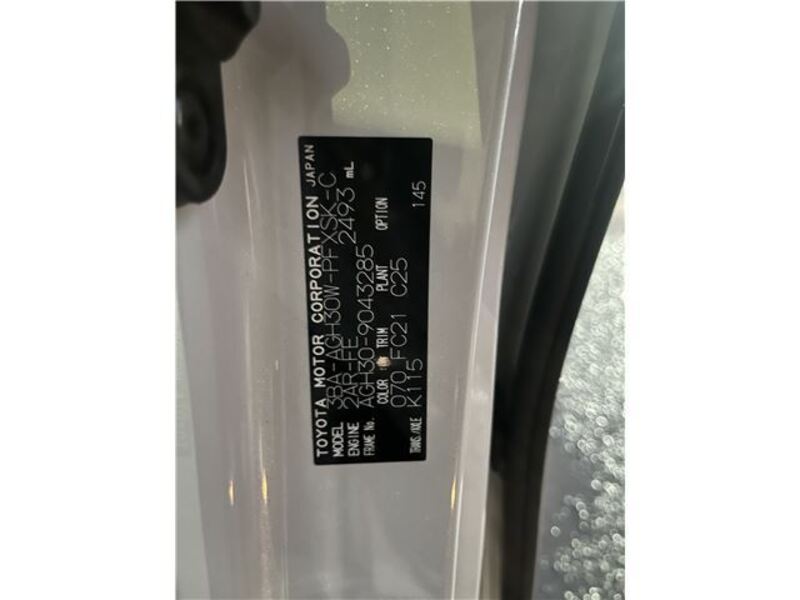 TOYOTA MOTOR CORPORATION JAPAN
MODEL 3BA-AGH30W-PFXSK-C
ENGINE 2AR-FE 2493 mL
FRAME No. AGH30-9043285
COLOR TRIM PLANT OPTION
070 FC21 C25 145
TRANS./AXLE K115